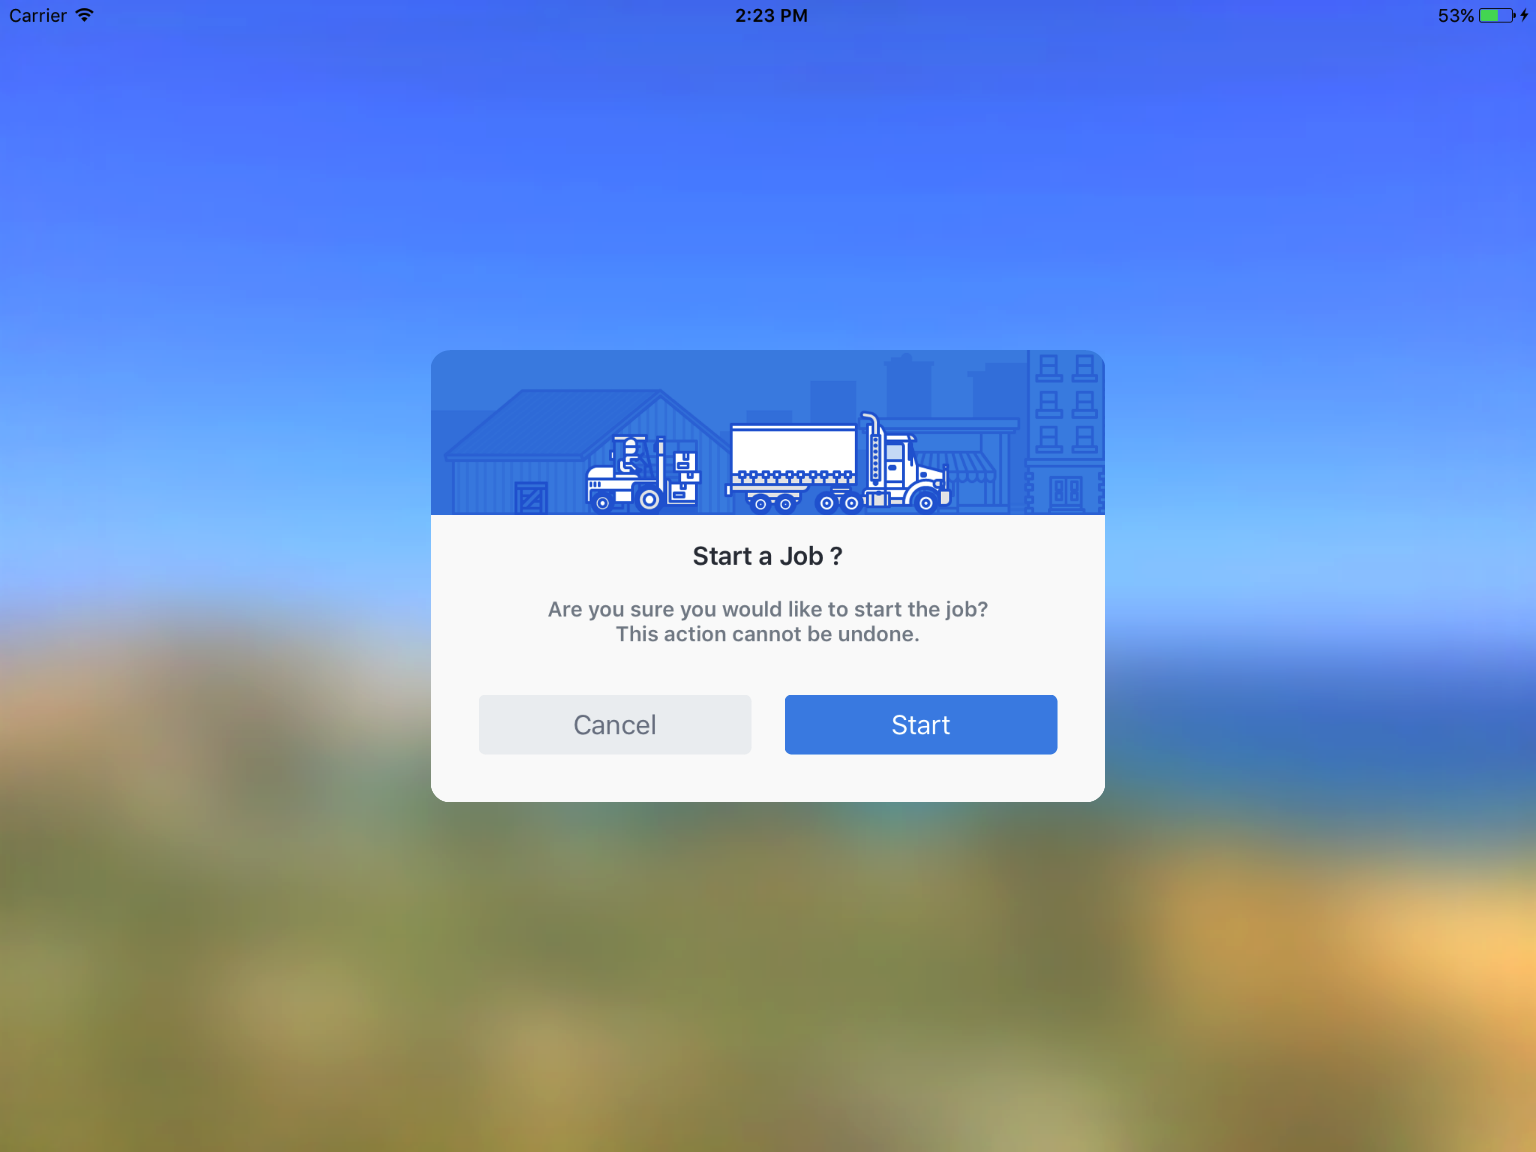 Carrier 2:23 PM 53%
Start a Job ?
Are you sure you would like to start the job?
This action cannot be undone.
Cancel Start